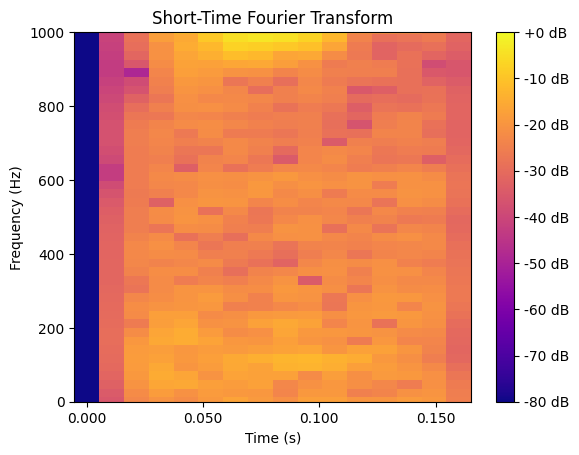 Short-Time Fourier Transform
Frequency (Hz)
1000
800
600
400
200
0
0.000
0.050
0.100
0.150
Time (s)
+0 dB
-10 dB
-20 dB
-30 dB
-40 dB
-50 dB
-60 dB
-70 dB
-80 dB